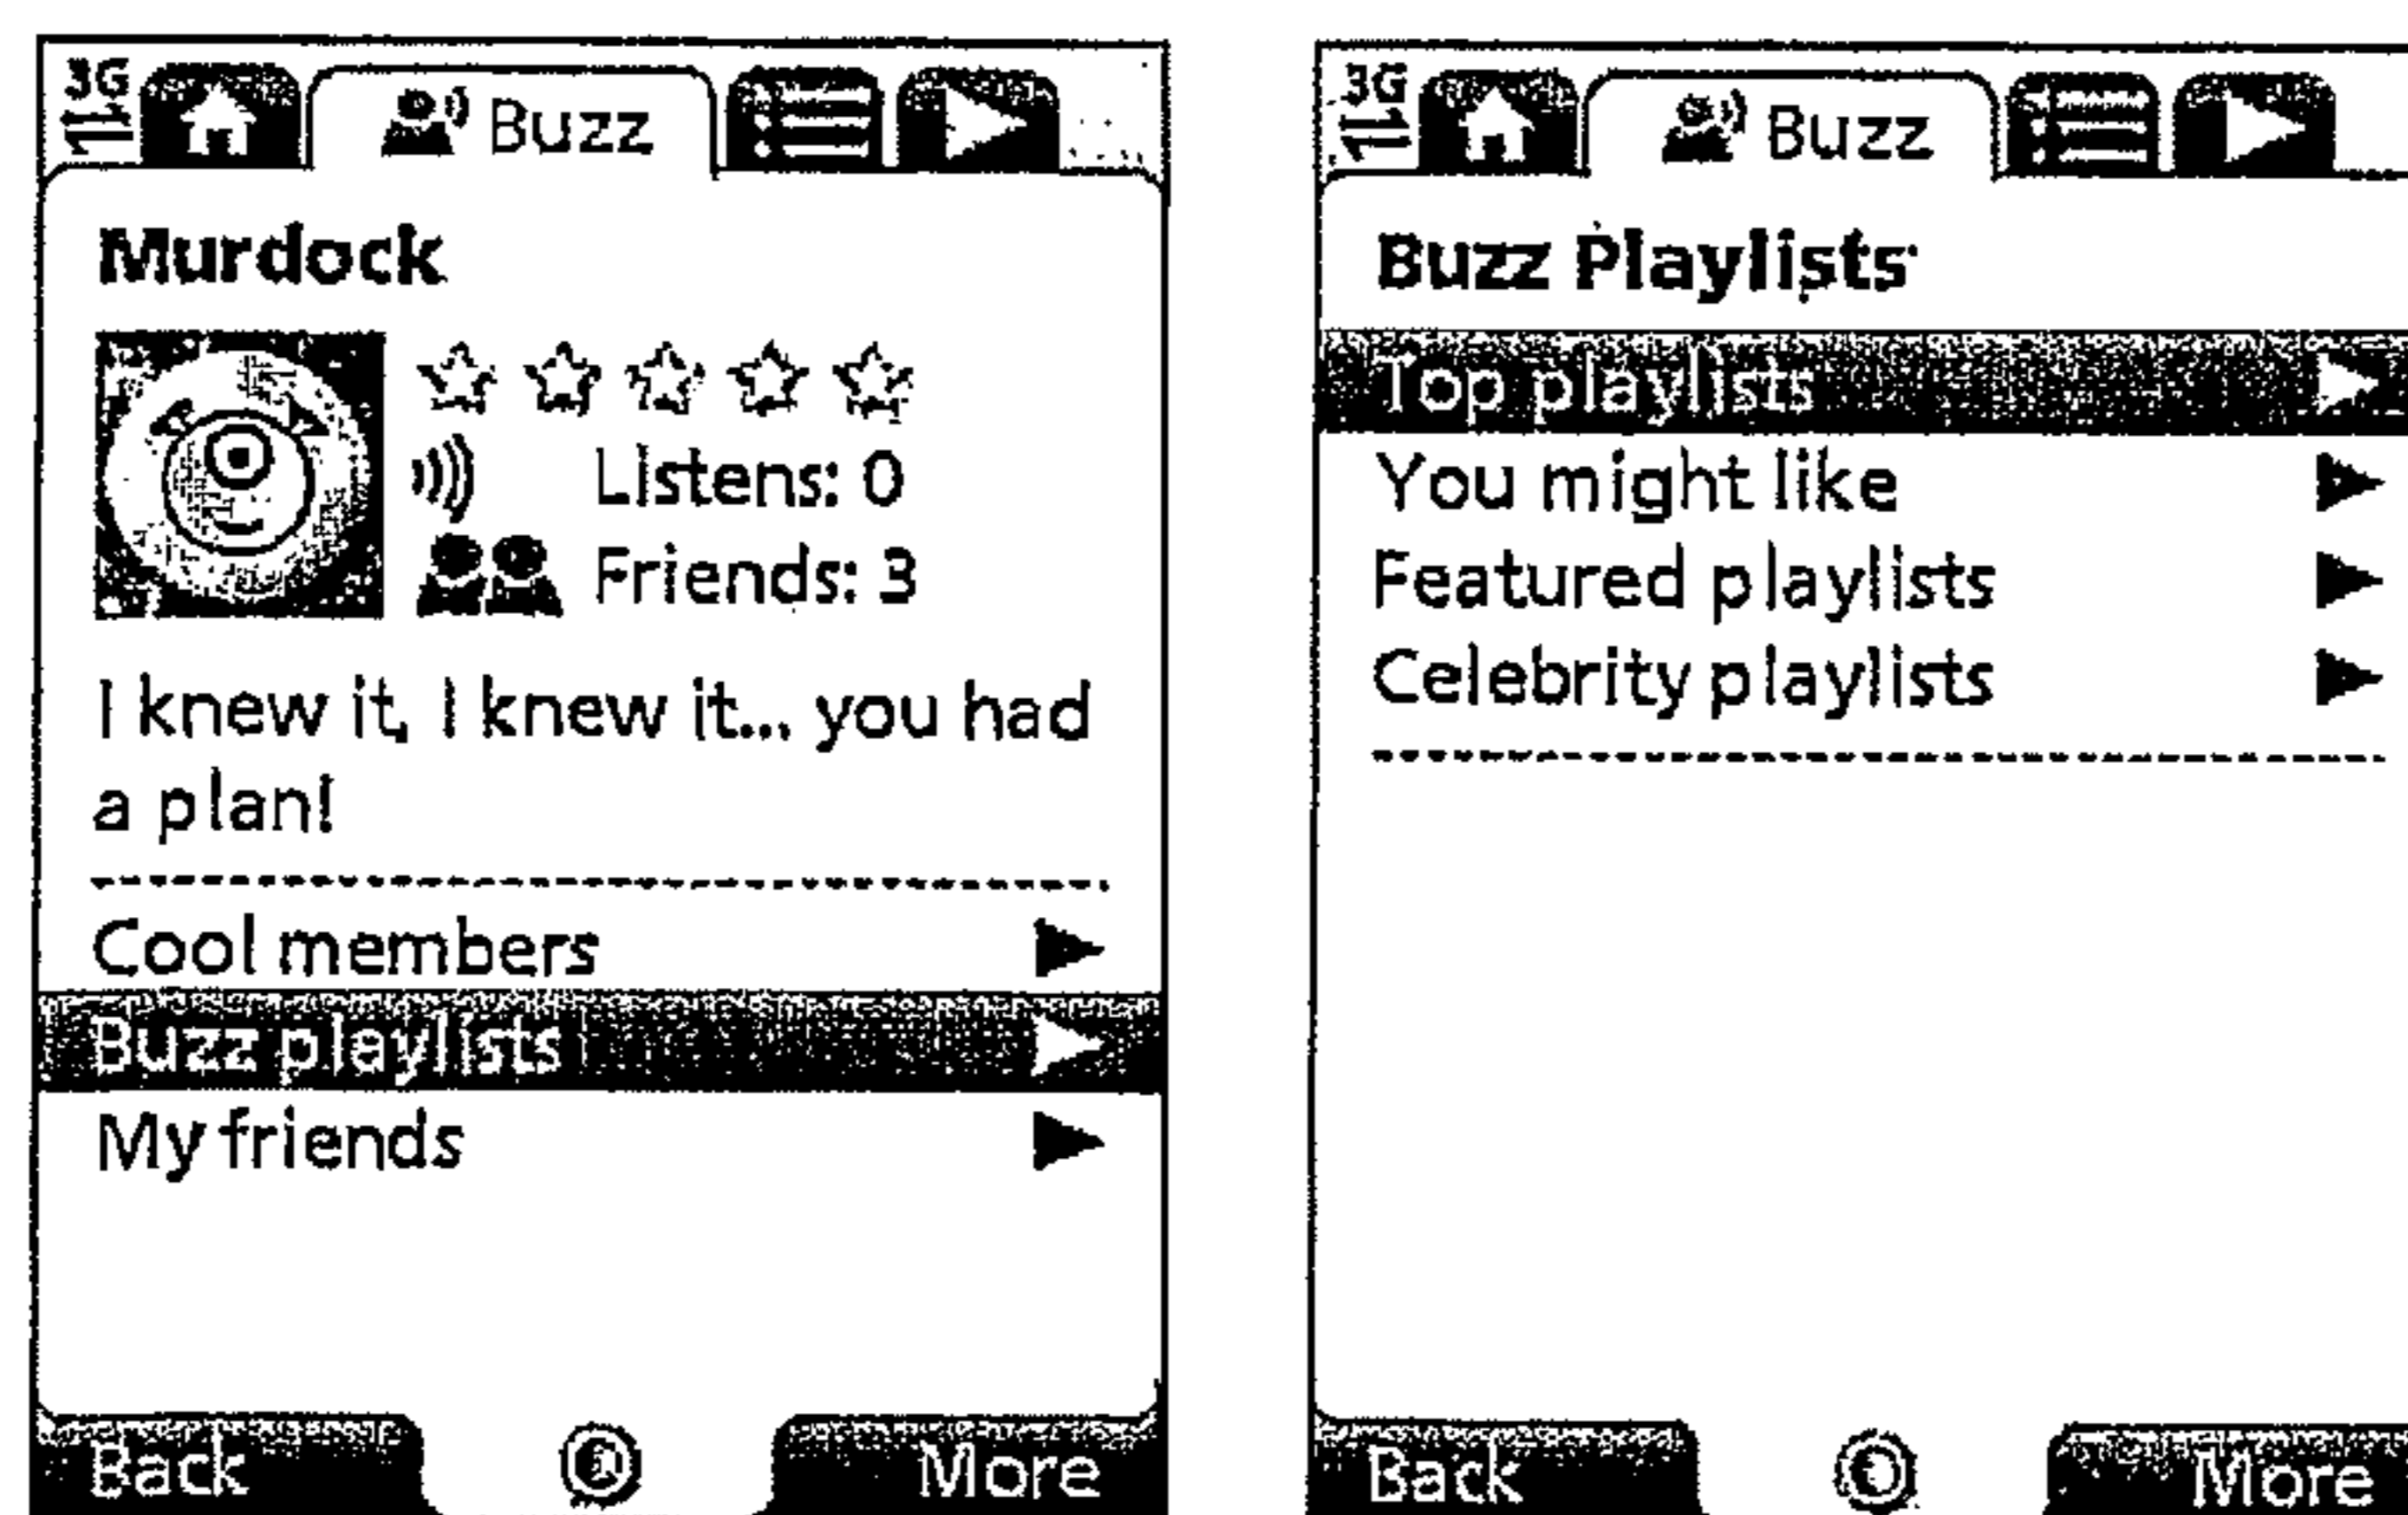 3G
Buzz
Murdock
Listens: 0
Friends: 3
I knew it, I knew it... you had
a plan!
Cool members
Buzz playlists
My friends
Back
More
3G
Buzz
Buzz Playlists
Top playlists
You might like
Featured playlists
Celebrity playlists
Back
More